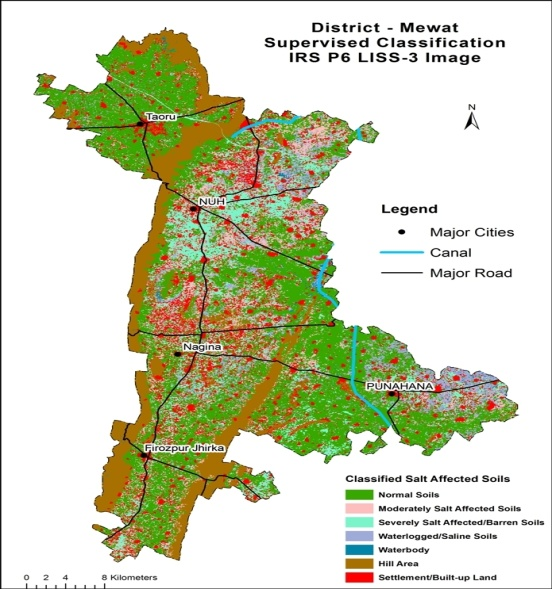 District - Mewat
Supervised Classification
IRS P6 LISS-3 Image
Taoru
N
NUH
Legend
Major Cities
Canal
Major Road
Nagina
PUNAHANA
Firozpur Jhirka
Classified Salt Affected Soils
Normal Soils
Moderately Salt Affected Soils
Severely Salt Affected/Barren Soils
Waterlogged/Saline Soils
Waterbody
Hill Area
Settlement/Built-up Land
0 2 4 8 Kilometers